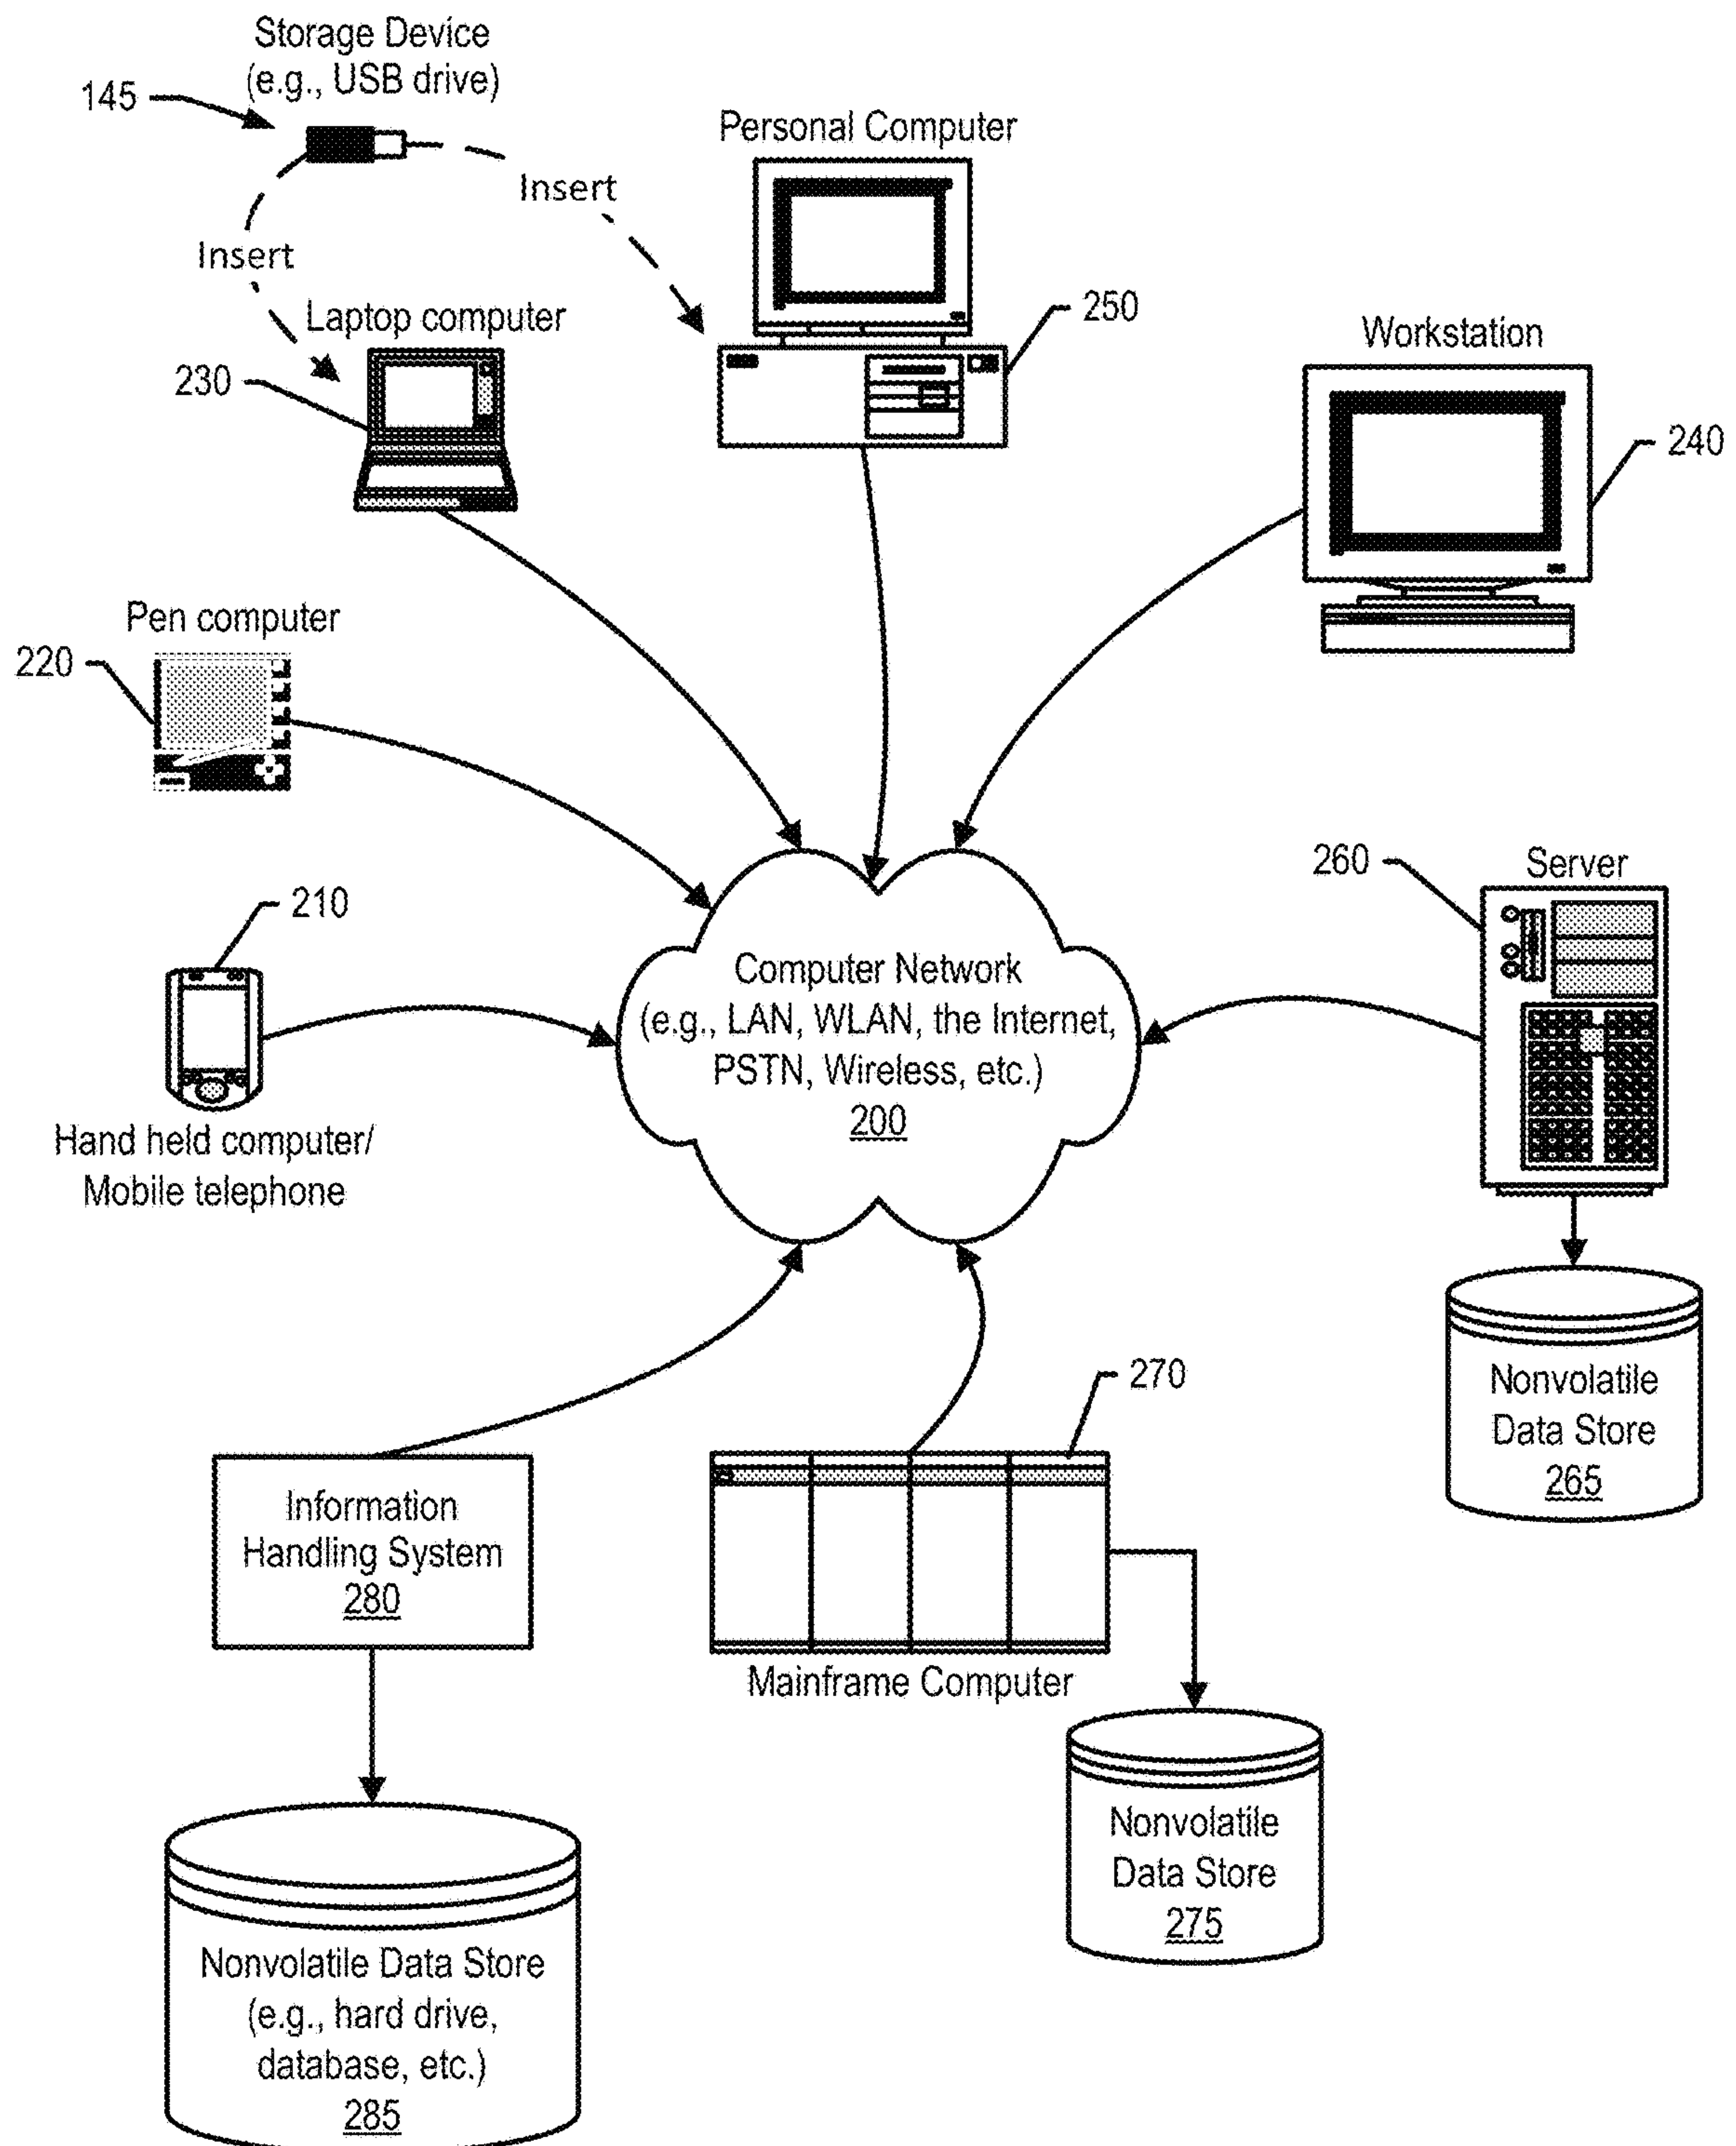 Storage Device
(e.g., USB drive)
145
Personal Computer
Insert
Insert
Laptop computer
250
Workstation
230
240
Pen computer
220
260
Server
210
Computer Network
(e.g., LAN, WLAN, the Internet,
PSTN, Wireless, etc.)
200
Hand held computer/
Mobile telephone
270
Nonvolatile
Data Store
265
Information
Handling System
280
Mainframe Computer
Nonvolatile
Data Store
275
Nonvolatile Data Store
(e.g., hard drive,
database, etc.)
285